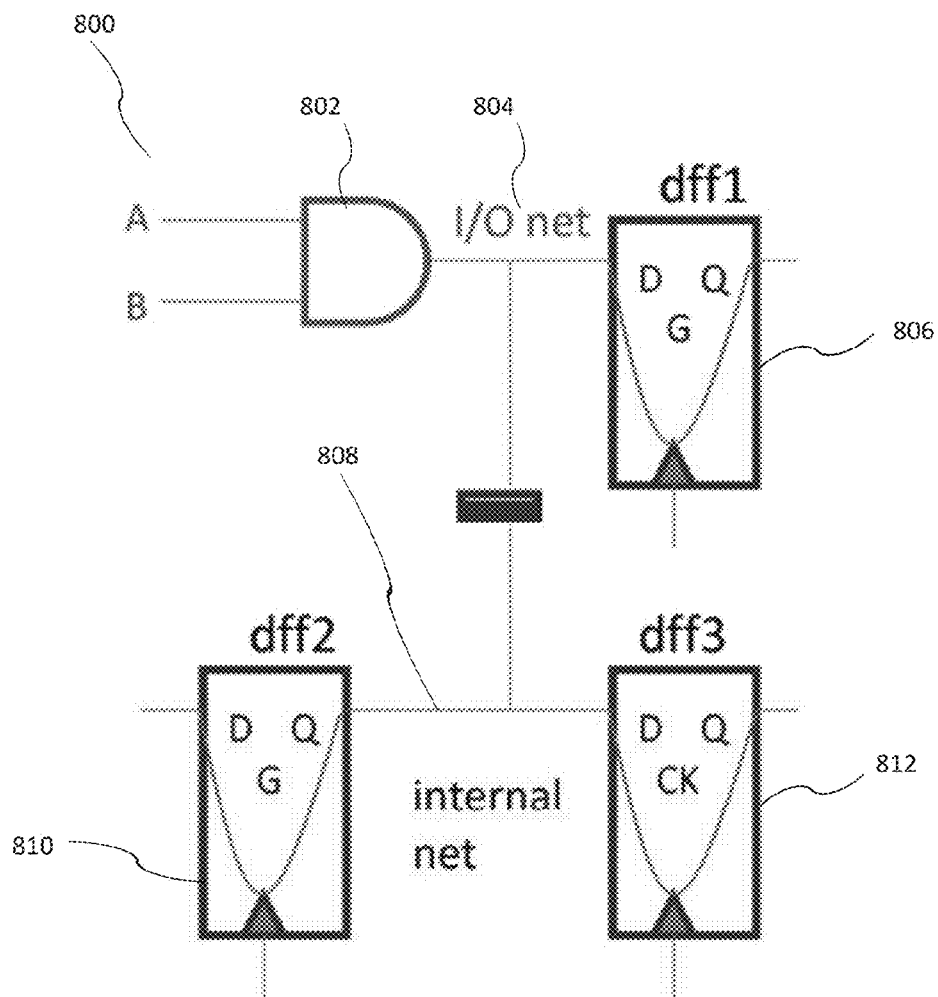 800
802
804
dff1
A
I/O net
D Q
B
G
806
808
dff2
dff3
D Q
D Q
G
CK
812
internal
net
810